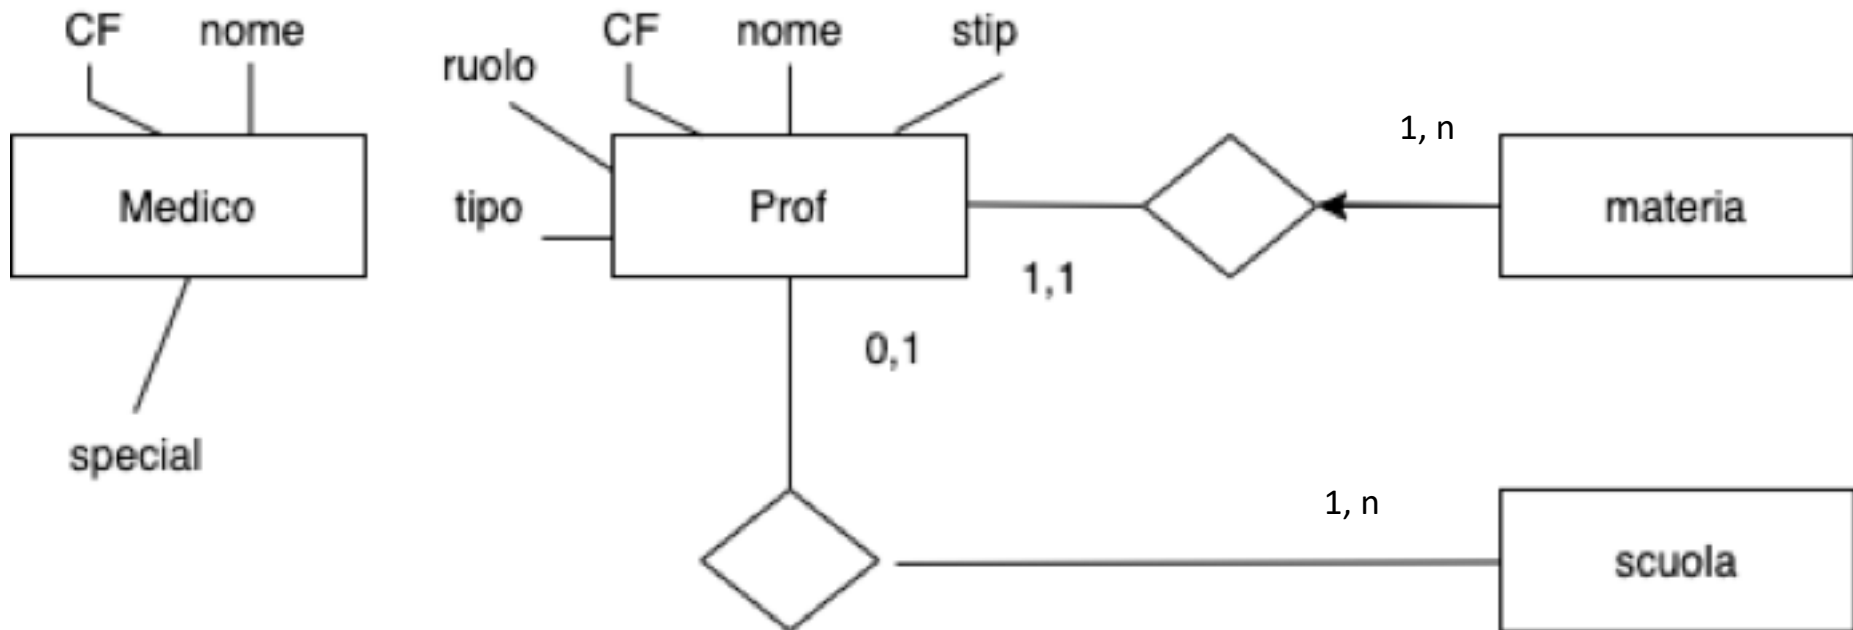 CF nome
CF nome stip
ruolo
1, n
Medico
tipo
Prof
materia
1,1
0,1
special
1, n
scuola